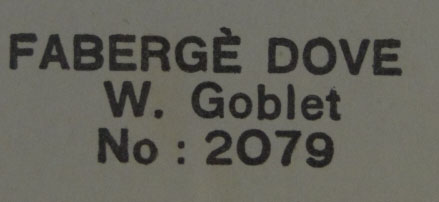 FABERGÈ DOVE
W. Goblet
No : 2079